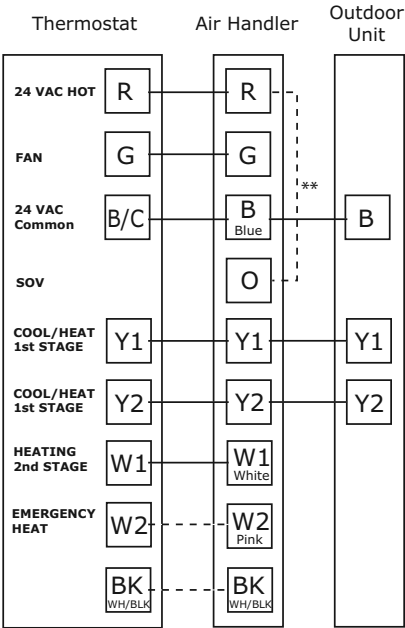 Thermostat Air Handler Outdoor
Unit
24 VAC HOT R R
FAN G G
**
24 VAC
Common B/C B B
Blue
SOV O
COOL/HEAT
1st STAGE Y1 Y1 Y1
COOL/HEAT
1st STAGE Y2 Y2 Y2
HEATING
2nd STAGE W1 W1
White
EMERGENCY
HEAT W2 W2
Pink
BK BK
WH/BLK WH/BLK